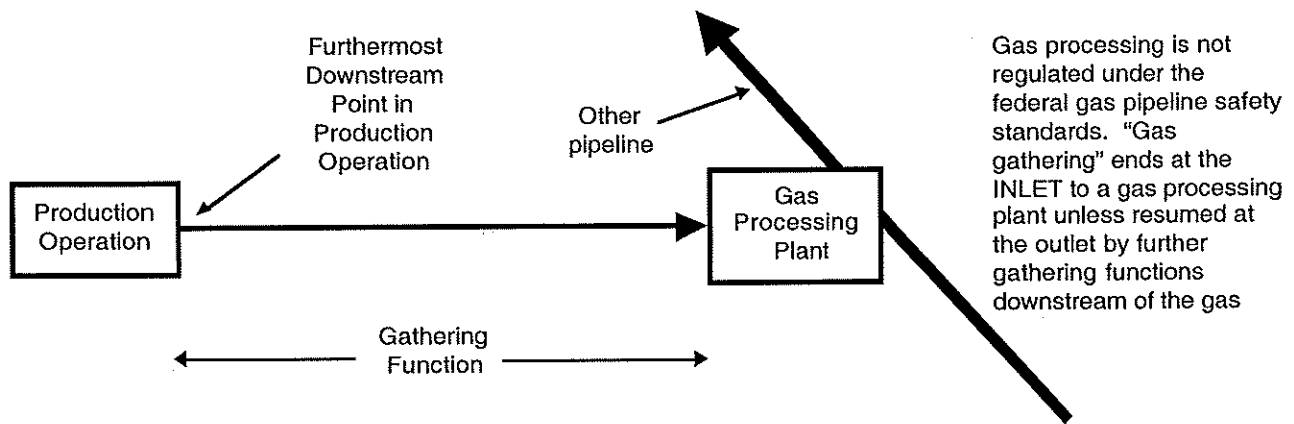 Furthermost
Downstream
Point in
Production
Operation
Other
pipeline
Production
Operation
Gas
Processing
Plant
Gathering
Function
Gas processing is not
regulated under the
federal gas pipeline safety
standards. "Gas
gathering" ends at the
INLET to a gas processing
plant unless resumed at
the outlet by further
gathering functions
downstream of the gas